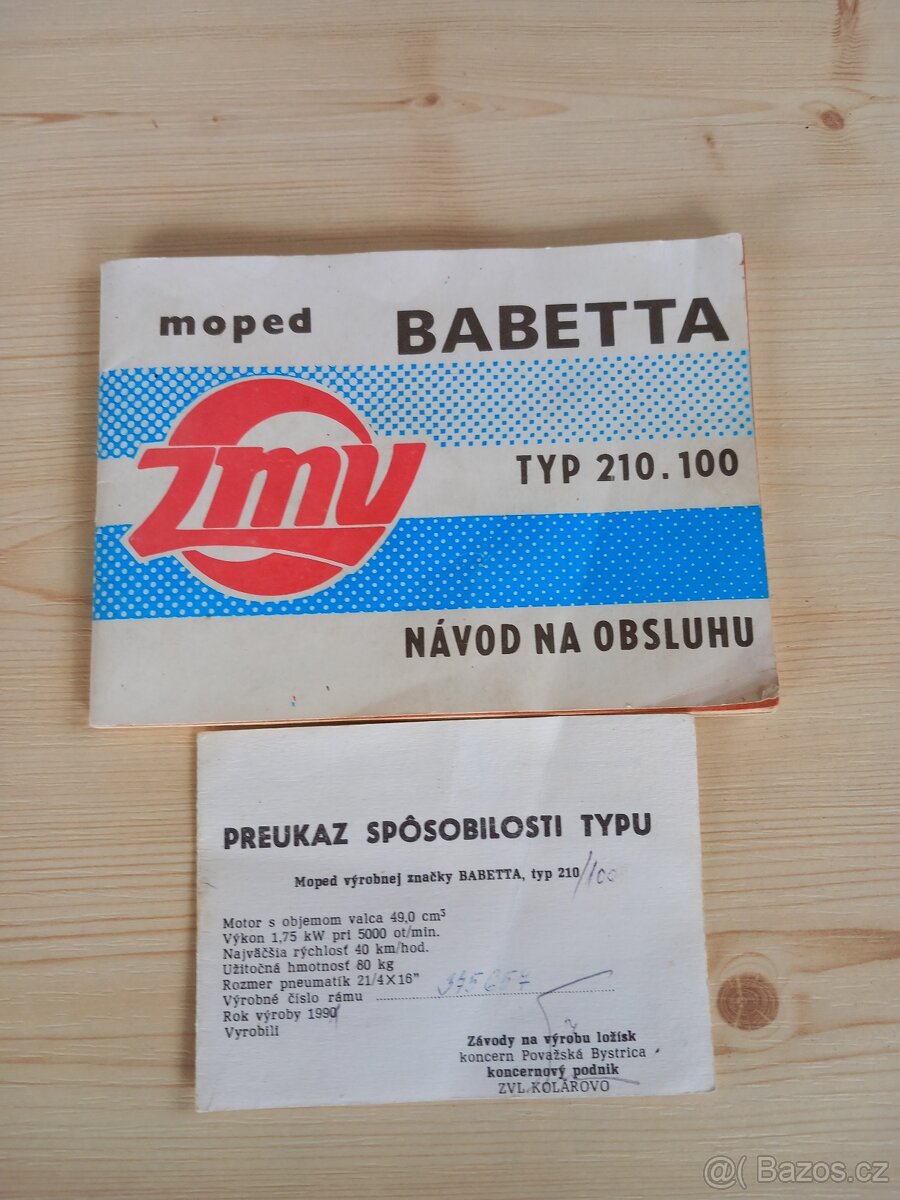 moped
BABETTA
zmv
TYP 210.100
NÁVOD NA OBSLUHU
PREUKAZ SPÔSOBILOSTI TYPU
Moped výrobnej značky BABETTA, typ 210/100
Motor s objemom valca 49,0 cm³
Výkon 1,75 kW pri 5000 ot/min.
Najväčšia rýchlosť 40 km/hod.
Užitočná hmotnosť 80 kg
Rozmer pneumatík 21/4X16"
Výrobné číslo rámu 375657
Rok výroby 1990
Vyrobili
Závody na výrobu ložísk
koncern Považská Bystrica
koncernový podnik
ZVL KOLÁROVO
@( Bazos.cz